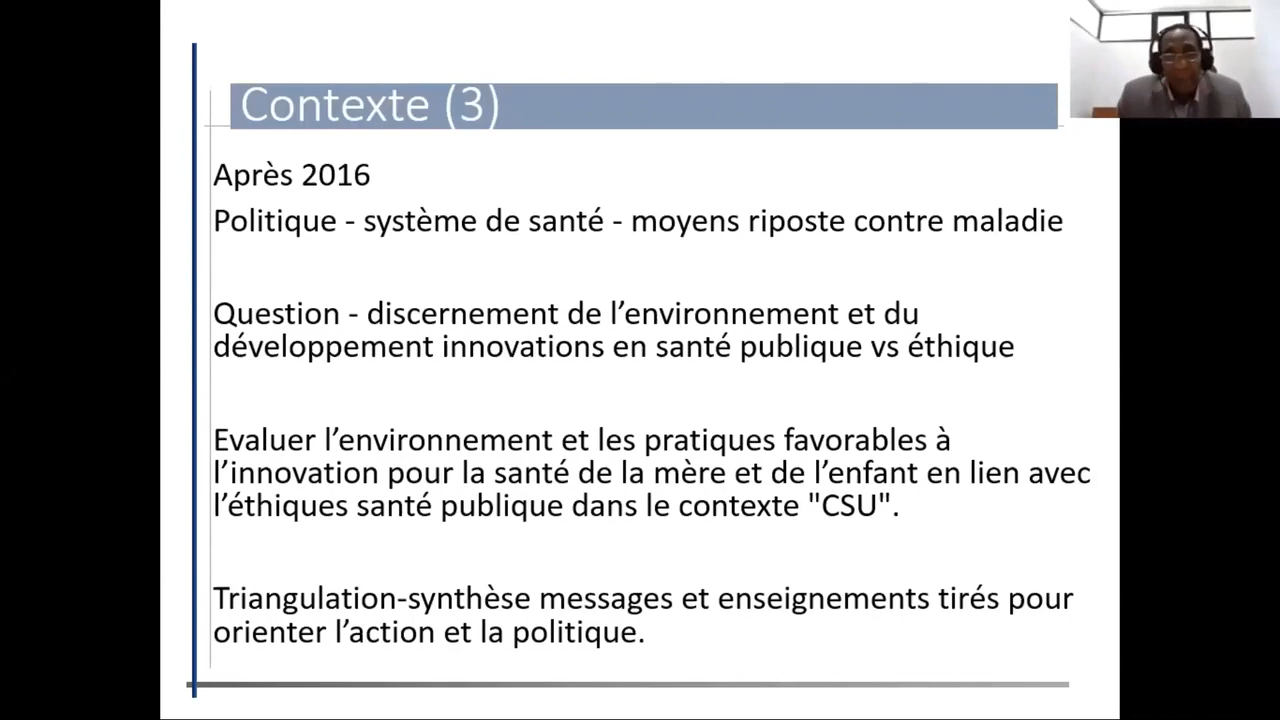 Contexte (3)
Après 2016
Politique - système de santé - moyens riposte contre maladie
Question - discernement de l’environnement et du
développement innovations en santé publique vs éthique
Evaluer l’environnement et les pratiques favorables à
l’innovation pour la santé de la mère et de l’enfant en lien avec
l’éthiques santé publique dans le contexte "CSU".
Triangulation-synthèse messages et enseignements tirés pour
orienter l’action et la politique.